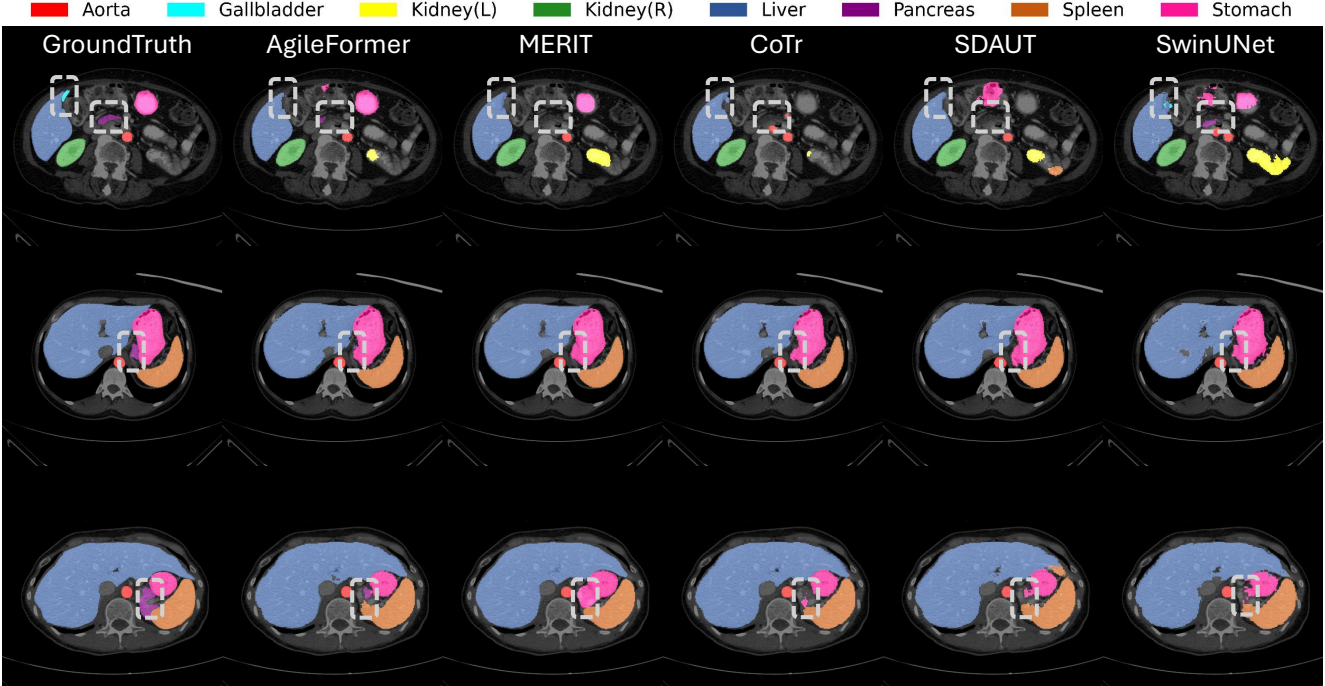 Aorta Gallbladder Kidney(L) Kidney(R) Liver Pancreas Spleen Stomach
GroundTruth AgileFormer MERIT CoTr SDAUT SwinUNet